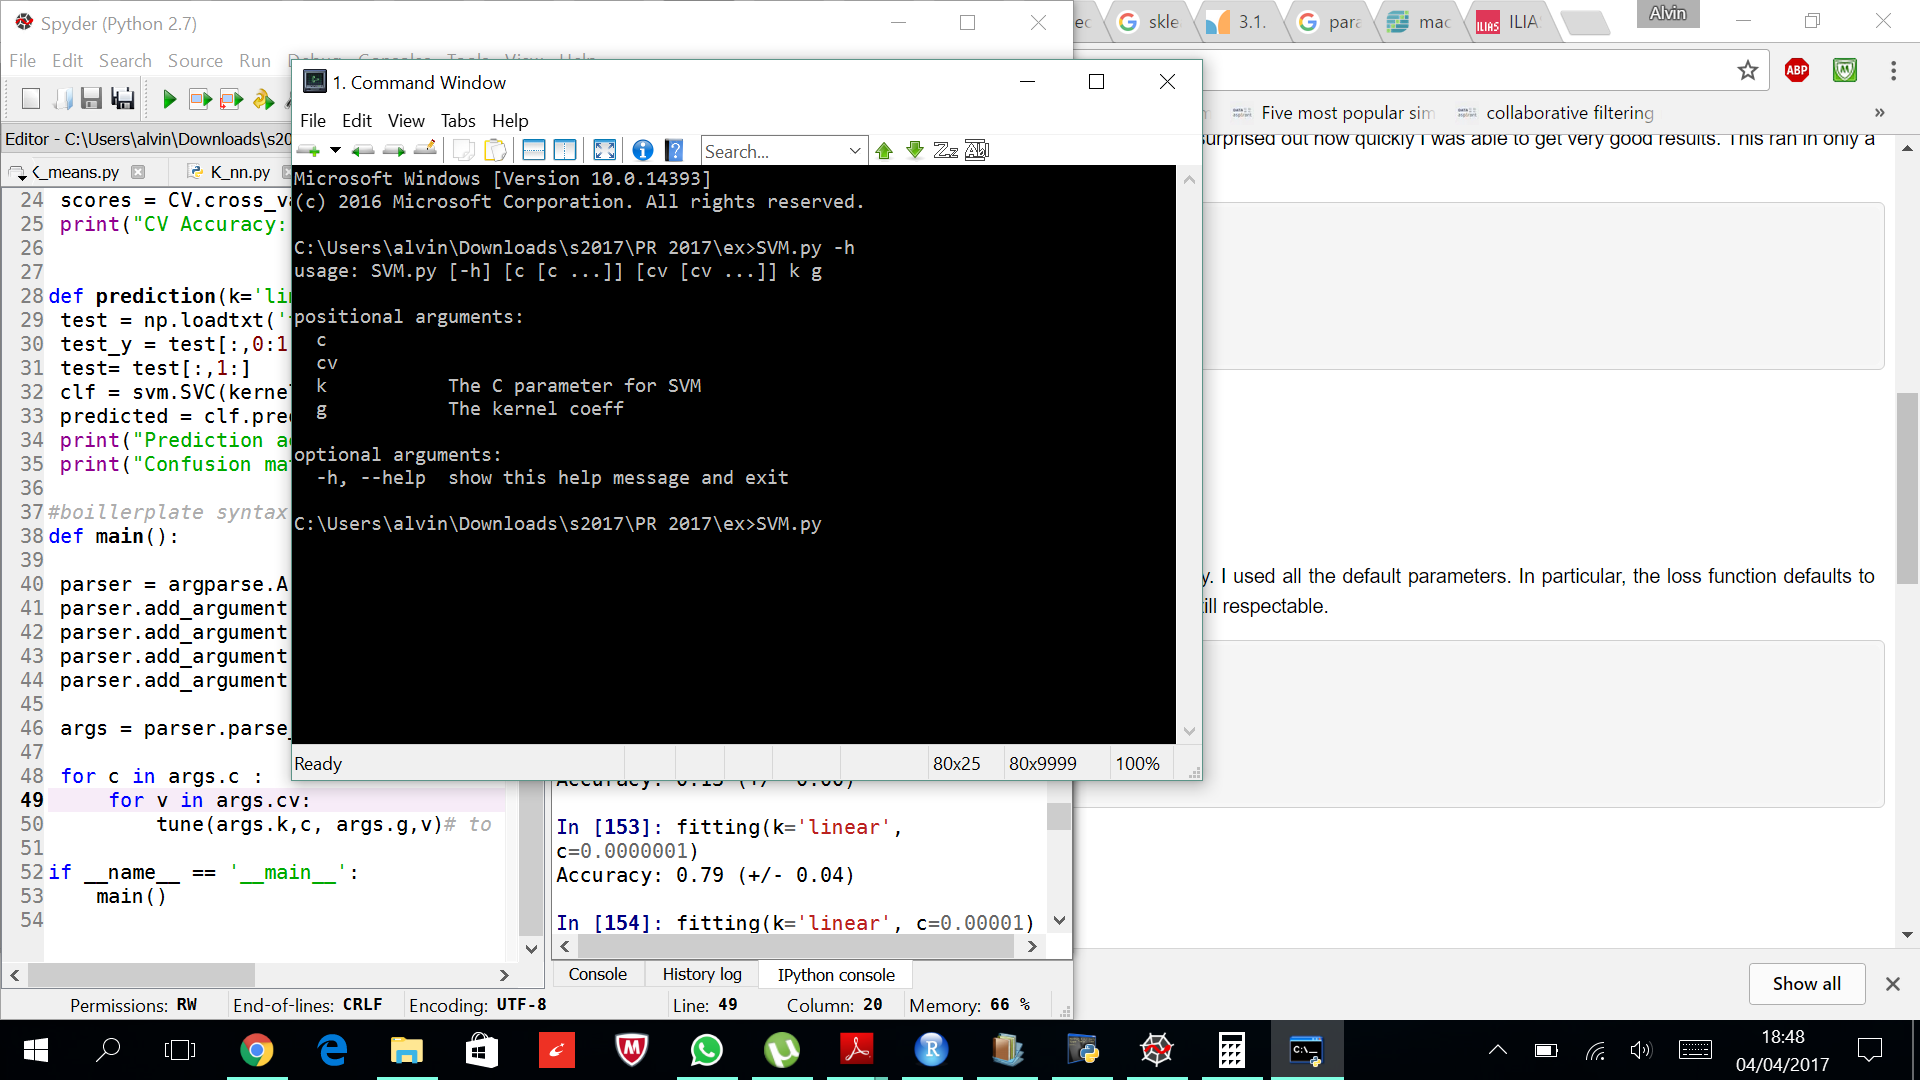 Spyder (Python 2.7)
File Edit Search Source Run
Editor - C:\Users\alvin\Downloads\s20
K_nn.py
24 scores = CV.cross_va
25 print("CV Accuracy:
26
27
28 def prediction(k='li
29 test = np.loadtxt('
30 test_y = test[:,0:1
31 test= test[:,1:]
32 clf = svm.SVC(kerne
33 predicted = clf.pre
34 print("Prediction a
35 print("Confusion ma
36
37 #boillerplate syntax
38 def main():
39
40 parser = argparse.A
41 parser.add_argument
42 parser.add_argument
43 parser.add_argument
44 parser.add_argument
45
46 args = parser.parse_
47
48 for c in args.c :
49 for v in args.cv:
50 tune(args.k,c, args.g,v)# to
51
52 if __name__ == '__main__':
53 main()
54
1. Command Window
File Edit View Tabs Help
Search...
Microsoft Windows [Version 10.0.14393]
(c) 2016 Microsoft Corporation. All rights reserved.
C:\Users\alvin\Downloads\s2017\PR 2017\ex>SVM.py -h
usage: SVM.py [-h] [c [c ...]] [cv [cv ...]] k g
positional arguments:
c
cv
k The C parameter for SVM
g The kernel coeff
optional arguments:
-h, --help show this help message and exit
C:\Users\alvin\Downloads\s2017\PR 2017\ex>SVM.py
Ready 80x25 80x9999 100%
In [153]: fitting(k='linear',
c=0.0000001)
Accuracy: 0.79 (+/- 0.04)
In [154]: fitting(k='linear', c=0.00001)
Console History log IPython console
Permissions: RW End-of-lines: CRLF Encoding: UTF-8 Line: 49 Column: 20 Memory: 66 %
skle 3.1. para mac ILIAS ILIA Alvin
ABP
Five most popular sim collaborative filtering »
surprised out how quickly I was able to get very good results. This ran in only a
y. I used all the default parameters. In particular, the loss function defaults to
till respectable.
Show all
18:48
04/04/2017